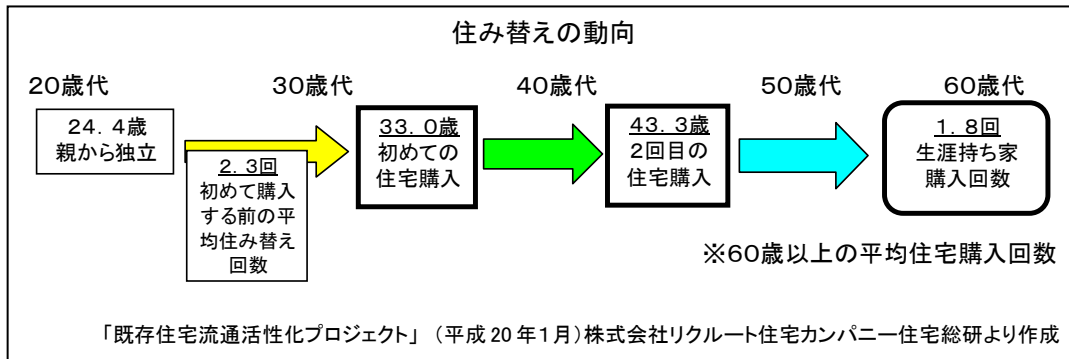 住み替えの動向
20歳代
30歳代
40歳代
50歳代
60歳代
24.4歳
親から独立
2.3回
初めて購入
する前の平
均住み替え
回数
33.0歳
初めての
住宅購入
43.3歳
2回目の
住宅購入
1.8回
生涯持ち家
購入回数
※60歳以上の平均住宅購入回数
「既存住宅流通活性化プロジェクト」（平成20年1月）株式会社リクルート住宅カンパニー住宅総研より作成